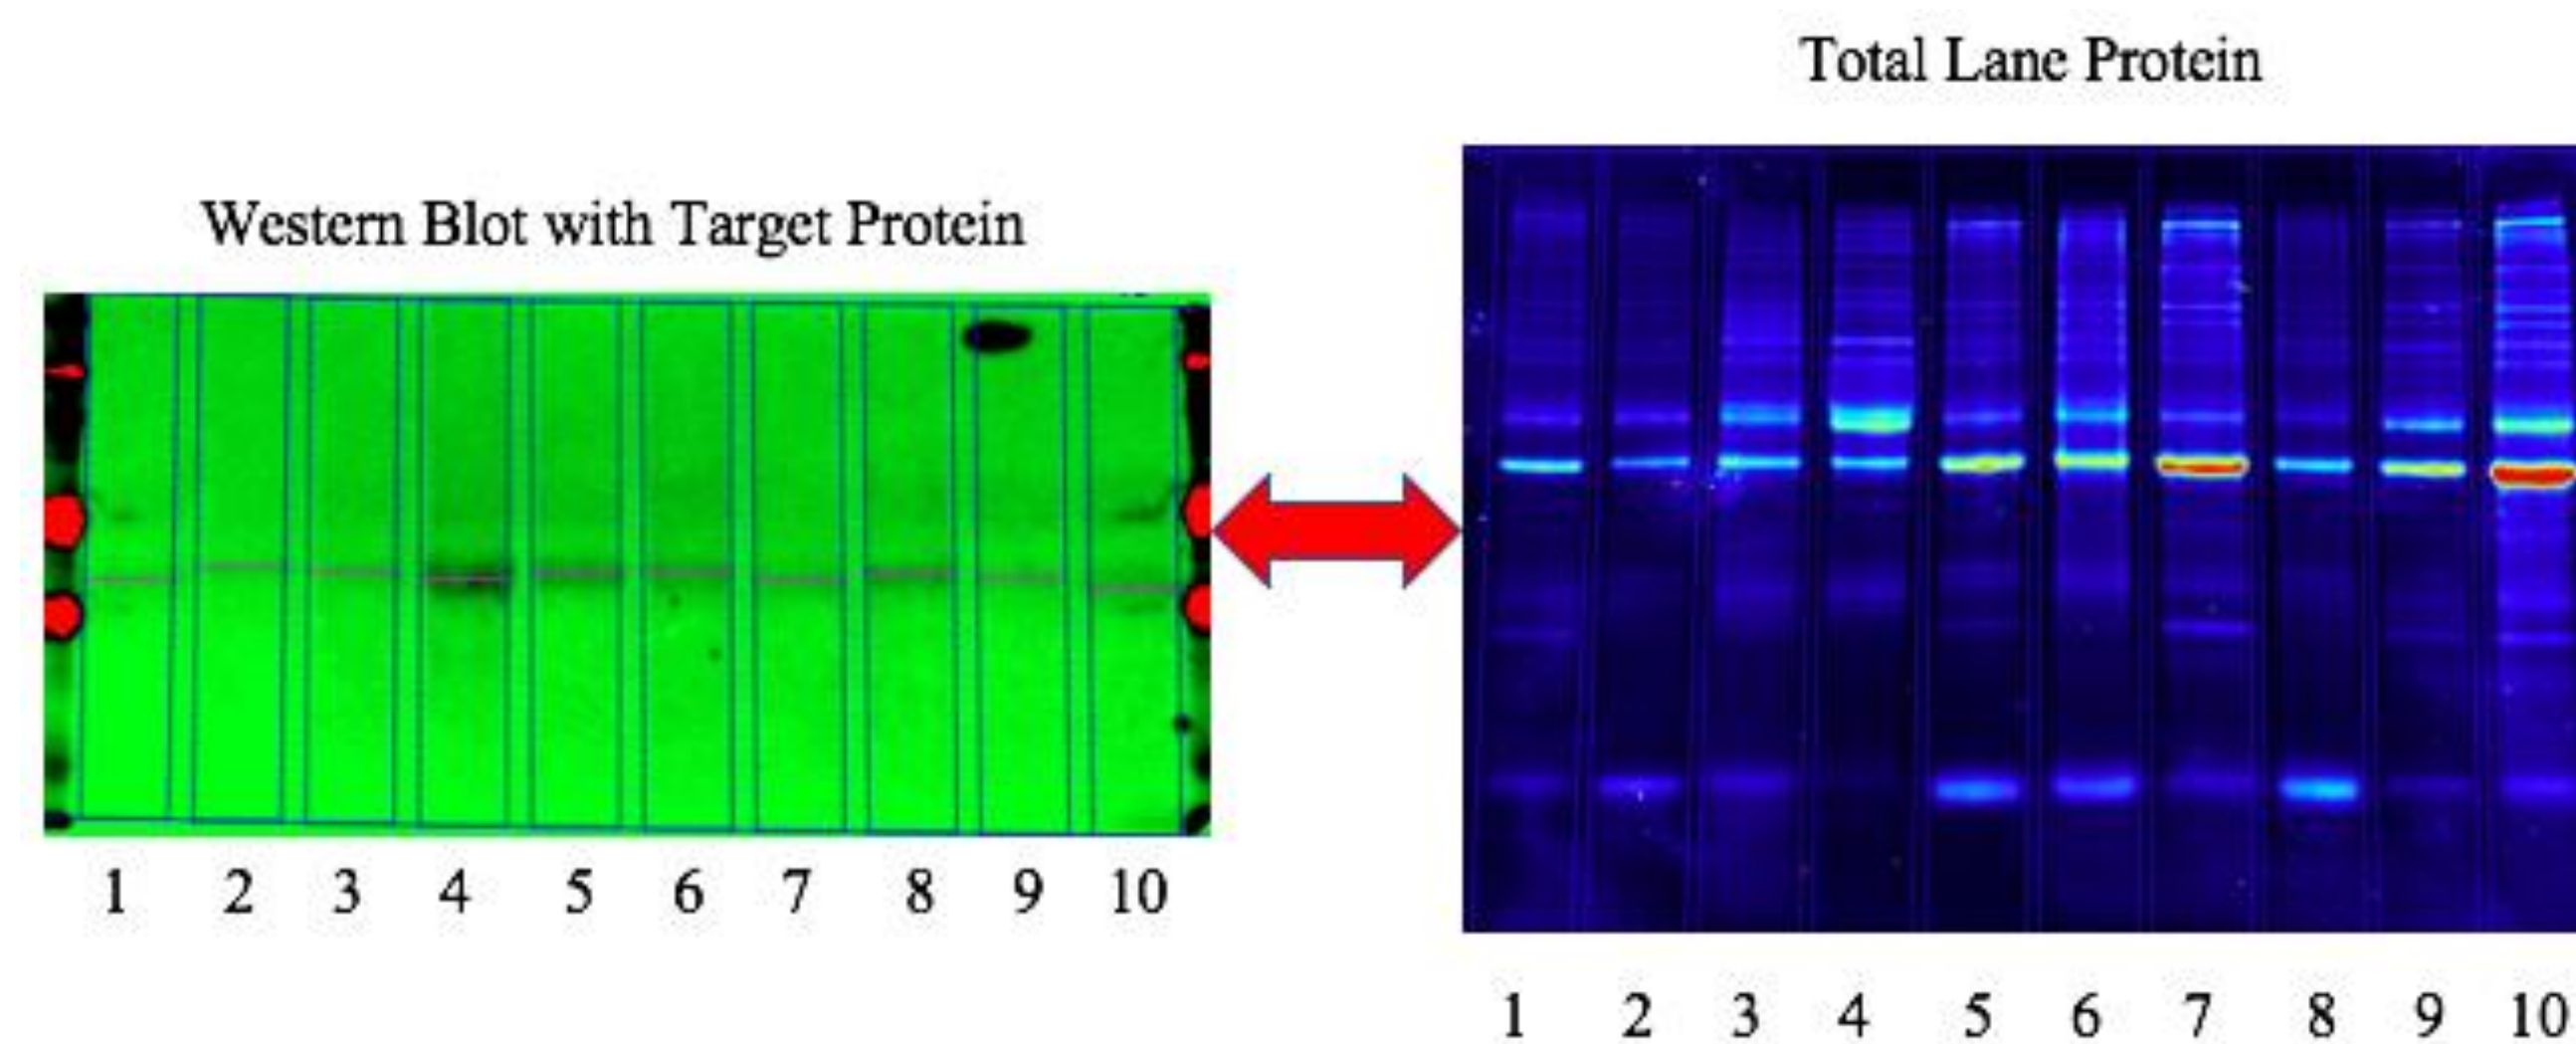 Total Lane Protein
Western Blot with Target Protein
1 2 3 4 5 6 7 8 9 10
1 2 3 4 5 6 7 8 9 10